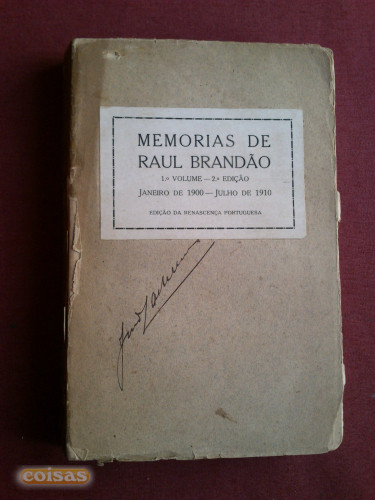 MEMORIAS DE
RAUL BRANDÃO
1.º VOLUME — 2.ª EDIÇÃO
JANEIRO DE 1900 — JULHO DE 1910
EDIÇÃO DA RENASCENÇA PORTUGUESA
coisas